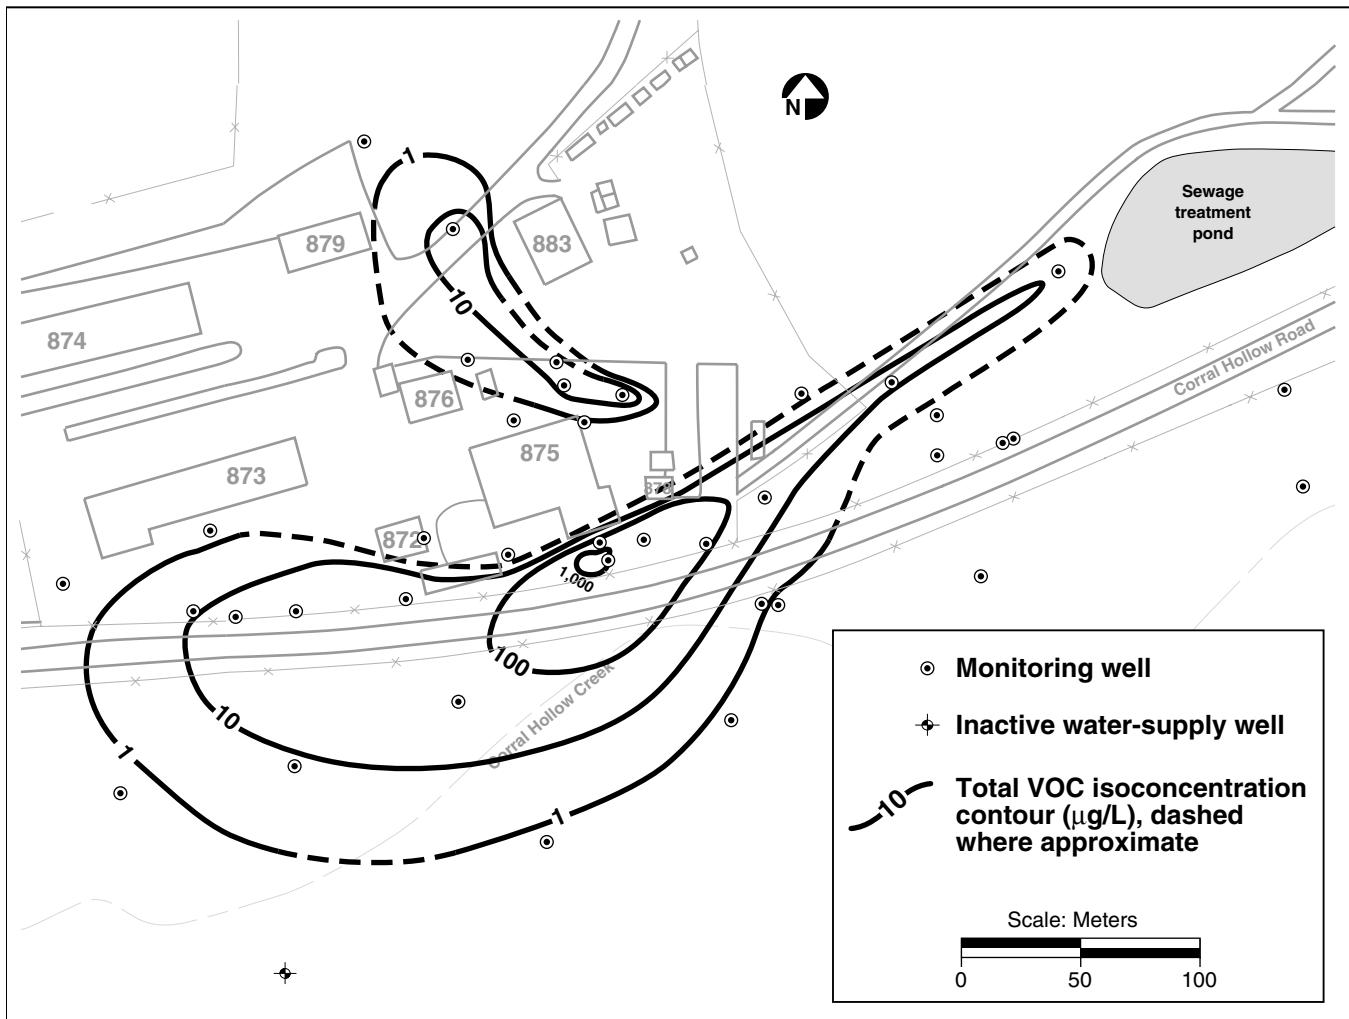 N
1
Sewage
treatment
pond
879
883
10
874
Corral Hollow Road
876
875
873
878
872
1,000
100
10
Corral Hollow Creek
1
1
Monitoring well
Inactive water-supply well
10
Total VOC isoconcentration
contour (µg/L), dashed
where approximate
Scale: Meters
0 50 100